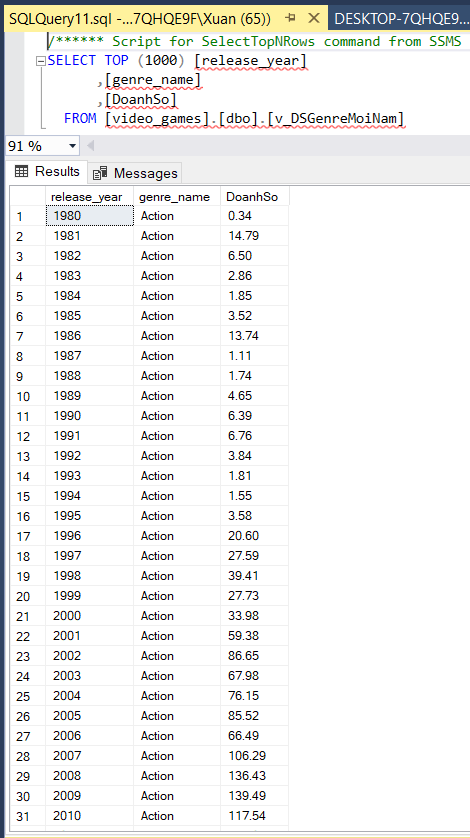 SQLQuery11.sql -...7QHQE9F\Xuan (65)) DESKTOP-7QHQE9...
/****** Script for SelectTopNRows command from SSMS
SELECT TOP (1000) [release_year]
,[genre_name]
,[DoanhSo]
FROM [video_games].[dbo].[v_DSGenreMoiNam]
91 %
Results Messages
release_year genre_name DoanhSo
1 1980 Action 0.34
2 1981 Action 14.79
3 1982 Action 6.50
4 1983 Action 2.86
5 1984 Action 1.85
6 1985 Action 3.52
7 1986 Action 13.74
8 1987 Action 1.11
9 1988 Action 1.74
10 1989 Action 4.65
11 1990 Action 6.39
12 1991 Action 6.76
13 1992 Action 3.84
14 1993 Action 1.81
15 1994 Action 1.55
16 1995 Action 3.58
17 1996 Action 20.60
18 1997 Action 27.59
19 1998 Action 39.41
20 1999 Action 27.73
21 2000 Action 33.98
22 2001 Action 59.38
23 2002 Action 86.65
24 2003 Action 67.98
25 2004 Action 76.15
26 2005 Action 85.52
27 2006 Action 66.49
28 2007 Action 106.29
29 2008 Action 136.43
30 2009 Action 139.49
31 2010 Action 117.54